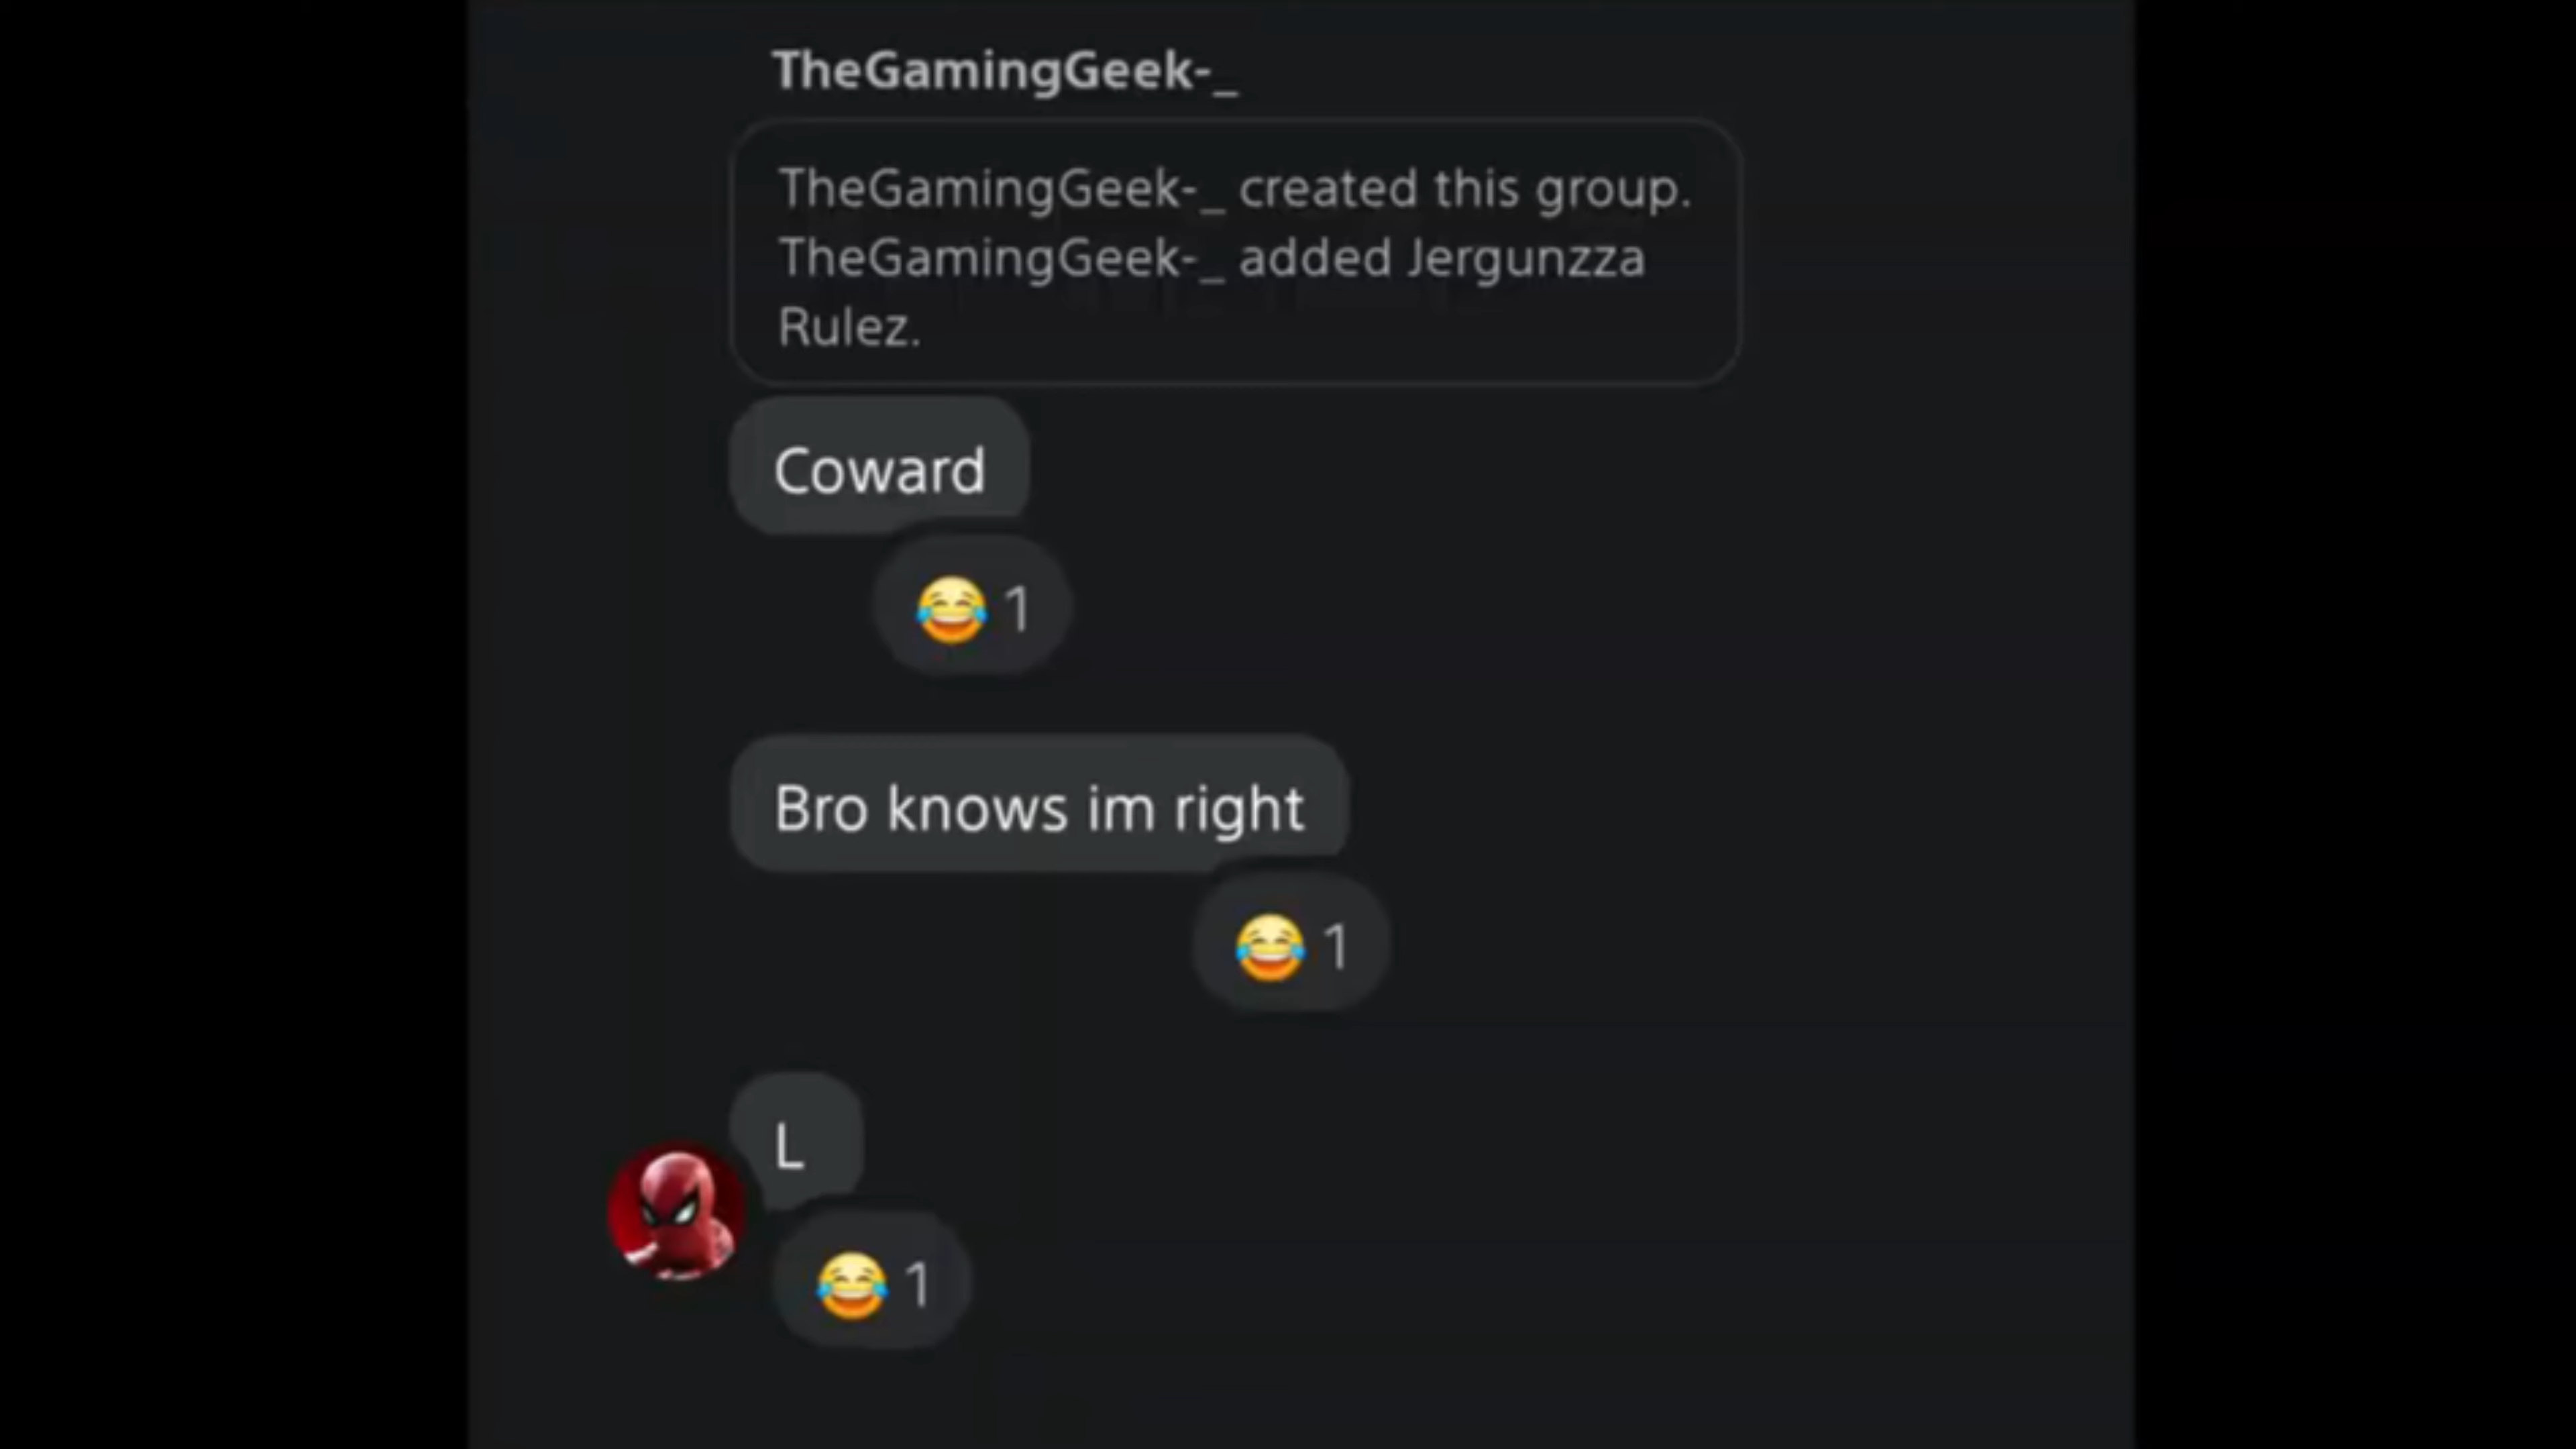 TheGamingGeek-_
TheGamingGeek-_ created this group.
TheGamingGeek-_ added Jergunzza
Rulez.
Coward
😂 1
Bro knows im right
😂 1
L
😂 1